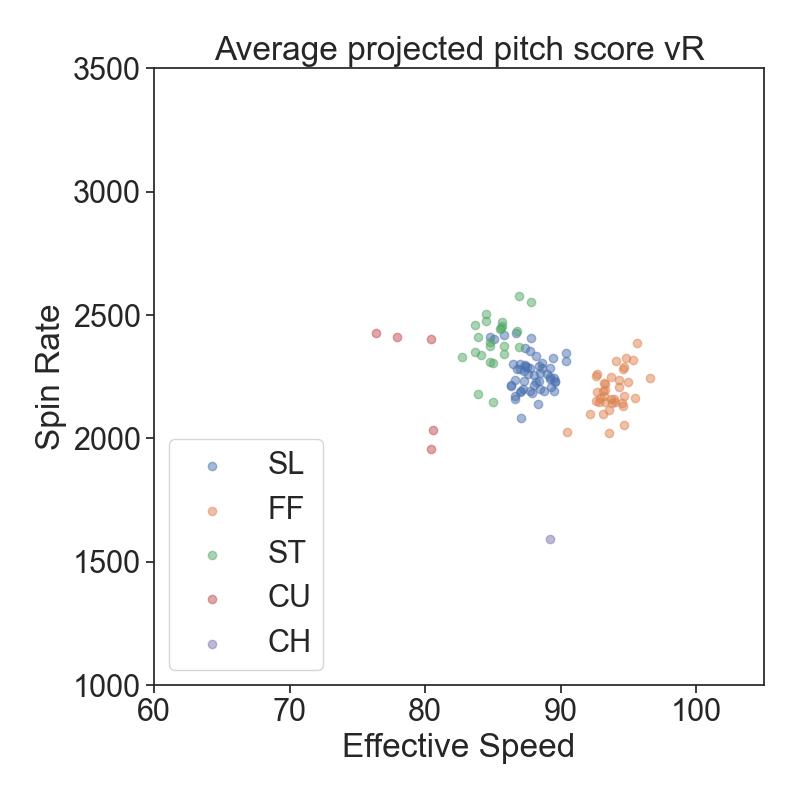 Average projected pitch score vR
3500
3000
2500
2000
1500
1000
Spin Rate
SL
FF
ST
CU
CH
60 70 80 90 100
Effective Speed